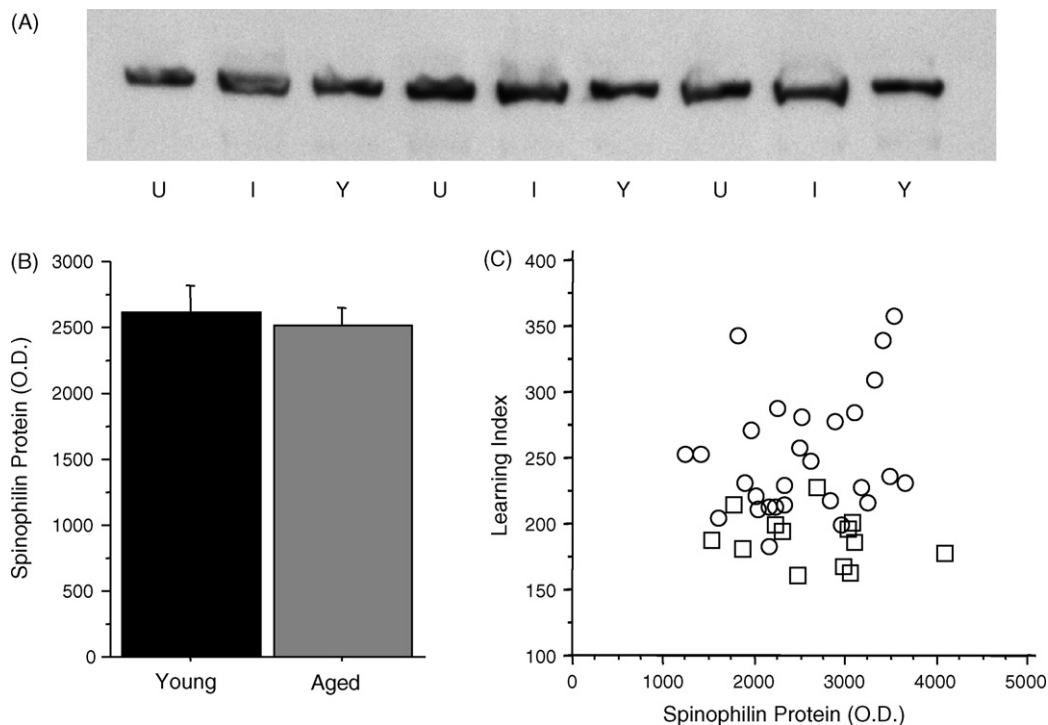 (A)
U I Y U I Y U I Y
(B)
Spinophilin Protein (O.D.)
3000
2500
2000
1500
1000
500
0
Young Aged
(C)
Learning Index
400
350
300
250
200
150
100
0 1000 2000 3000 4000 5000
Spinophilin Protein (O.D.)